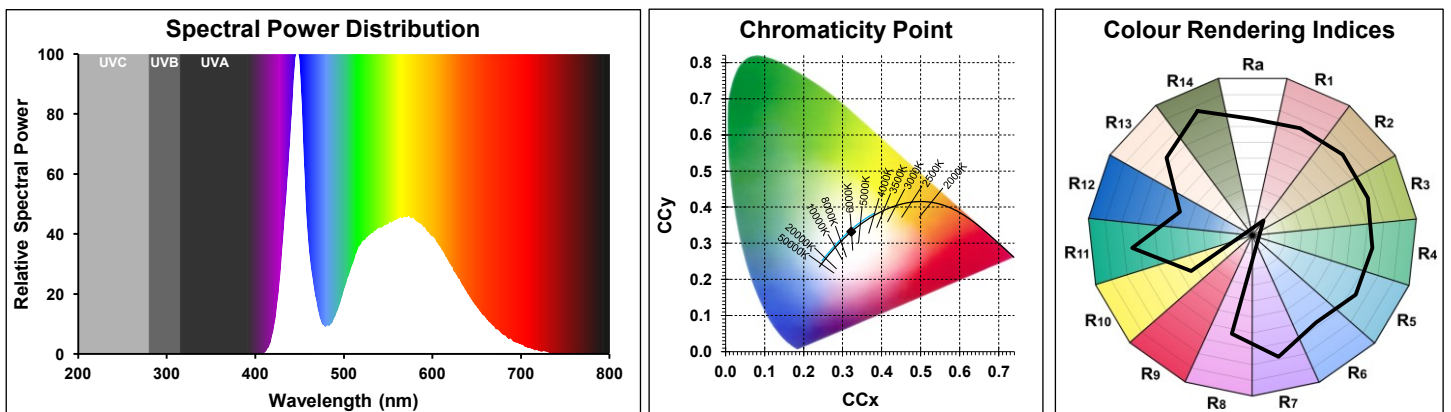 Spectral Power Distribution
100
80
60
40
20
0
Relative Spectral Power
UVC UVB UVA
200 300 400 500 600 700 800
Wavelength (nm)
Chromaticity Point
0.8
0.7
0.6
0.5
0.4
0.3
0.2
0.1
0.0
CCy
50000K
20000K
10000K
8000K
6000K
5000K
4000K
3500K
3000K
2500K
2000K
0.0 0.1 0.2 0.3 0.4 0.5 0.6 0.7
CCx
Colour Rendering Indices
Ra
R1
R2
R3
R4
R5
R6
R7
R8
R9
R10
R11
R12
R13
R14